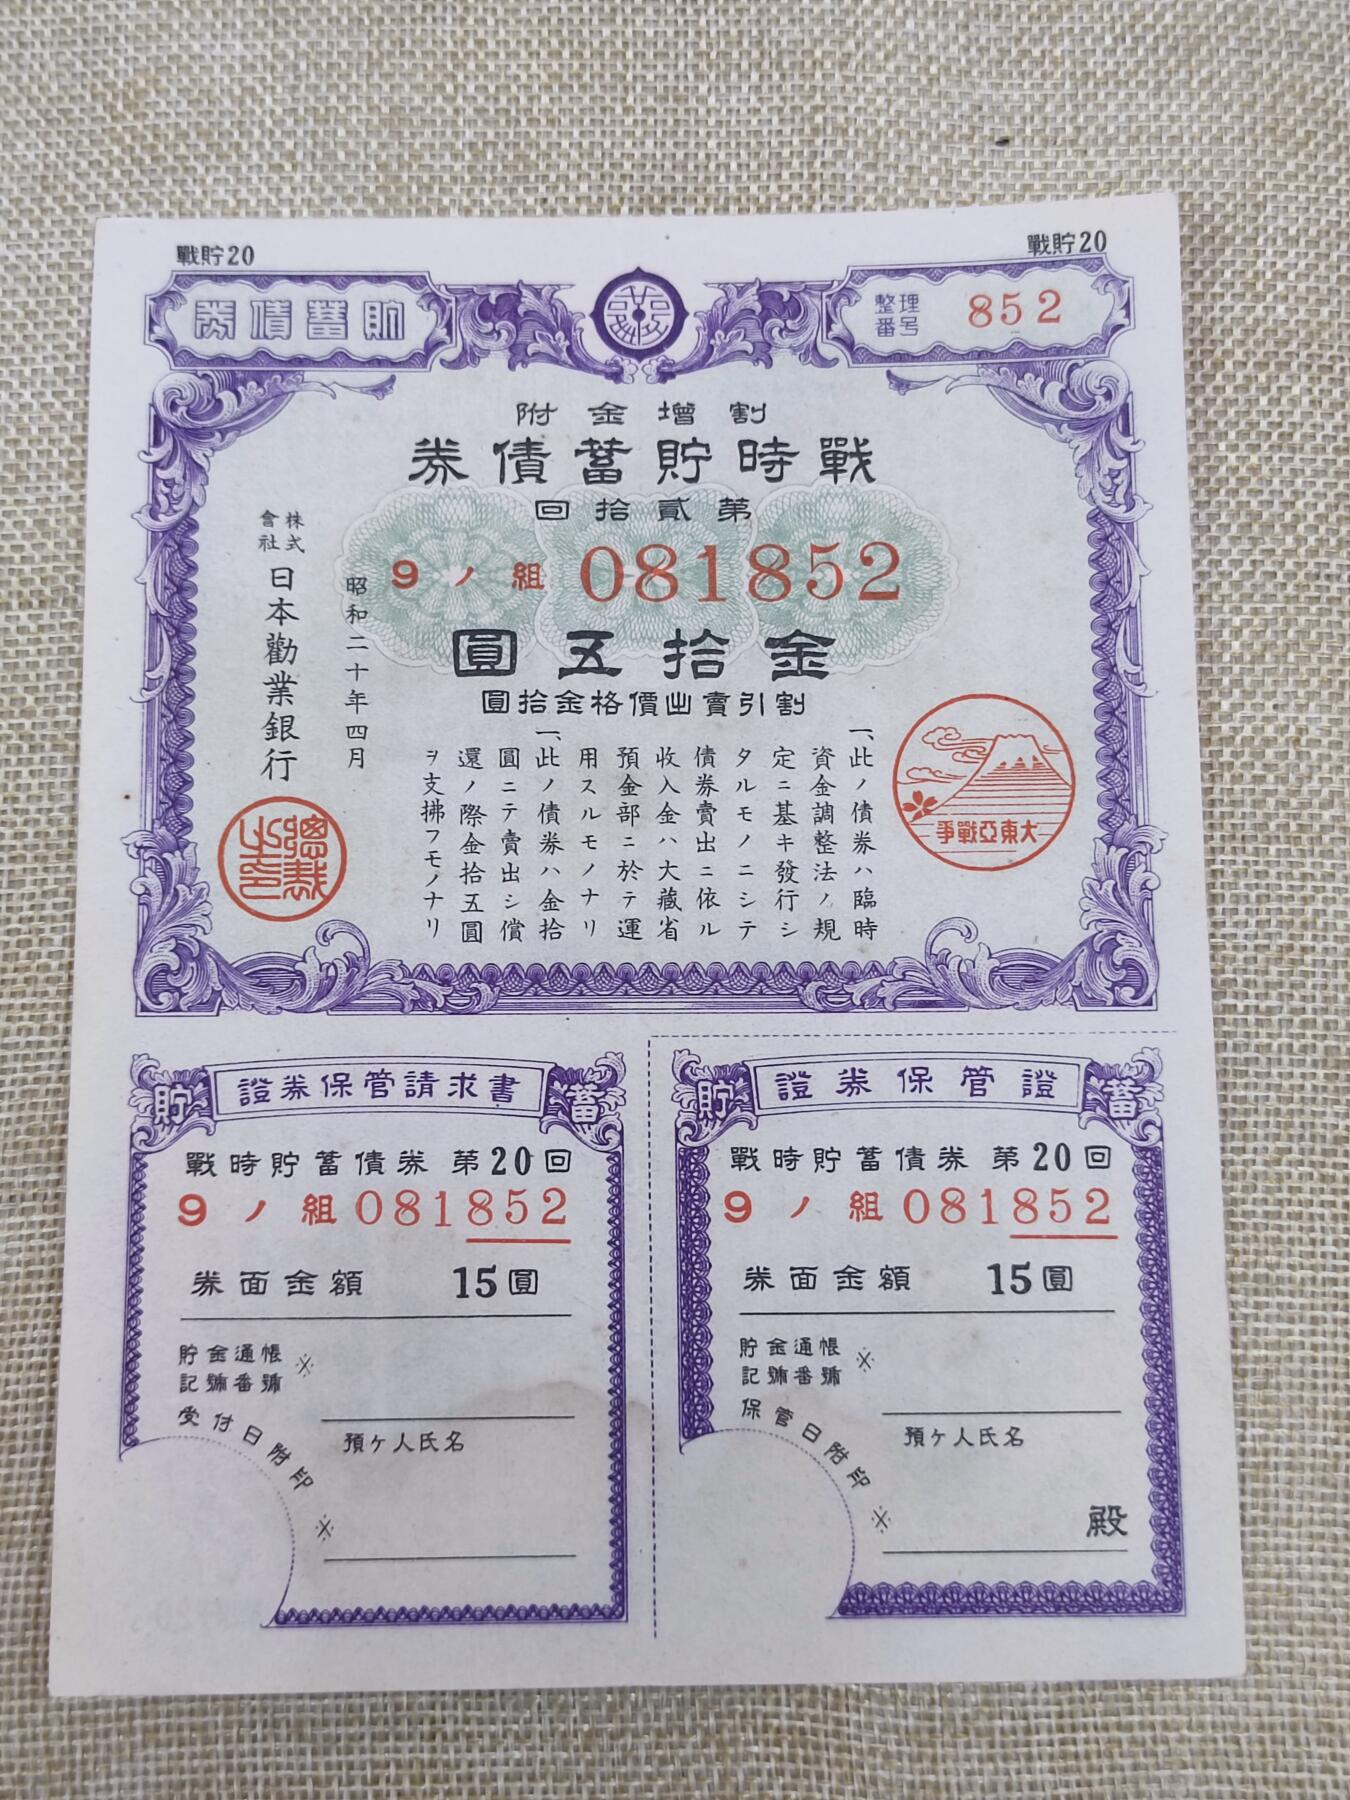 戰貯20
戰貯20
貯蓄債券
整理番号 852
割增金附
戰時貯蓄債券
第貳拾回
9ノ組 081852
金拾五圓
割引賣出價格金拾圓
一、此ノ債券ハ臨時
資金調整法ノ規
定ニ基キ發行シ
タルモノニシテ
債券賣出ニ依ル
收入金ハ大藏省
預金部ニ於テ運
用スルモノナリ
一、此ノ債券ハ金拾
圓ニテ賣出シ償
還ノ際金拾五圓
ヲ支拂フモノナリ
昭和二十年四月
株式會社 日本勸業銀行
總裁之印
大東亞戰爭
貯 證券保管請求書 蓄
戰時貯蓄債券 第20回
9ノ組 081852
券面金額 15圓
貯金通帳
記號番號 ※
受付日附印 ※
預ケ人氏名
貯 證券保管證 蓄
戰時貯蓄債券 第20回
9ノ組 081852
券面金額 15圓
貯金通帳
記號番號 ※
保管日附印 ※
預ケ人氏名
殿